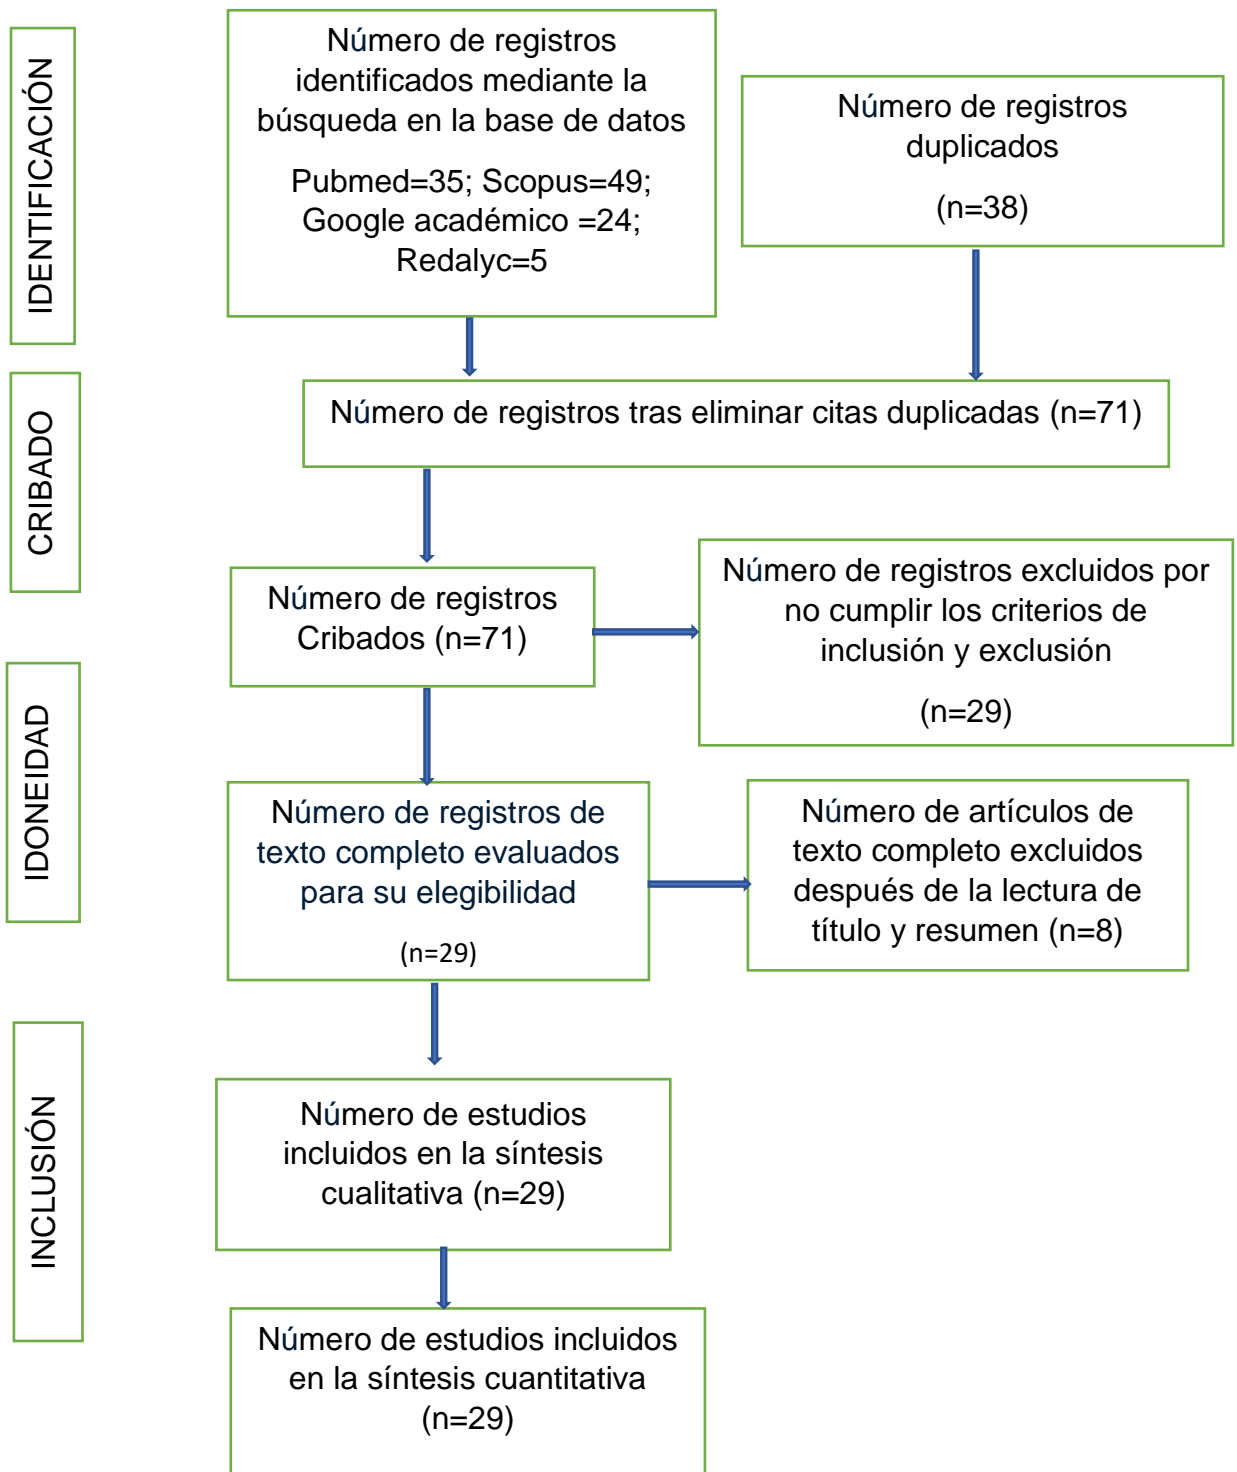 IDENTIFICACIÓN
Número de registros
identificados mediante la
búsqueda en la base de datos
Pubmed=35; Scopus=49;
Google académico =24;
Redalyc=5
Número de registros
duplicados
(n=38)
CRIBADO
Número de registros tras eliminar citas duplicadas (n=71)
Número de registros
Cribados (n=71)
Número de registros excluidos por
no cumplir los criterios de
inclusión y exclusión
(n=29)
IDONEIDAD
Número de registros de
texto completo evaluados
para su elegibilidad
(n=29)
Número de artículos de
texto completo excluidos
después de la lectura de
título y resumen (n=8)
INCLUSIÓN
Número de estudios
incluidos en la síntesis
cualitativa (n=29)
Número de estudios incluidos
en la síntesis cuantitativa
(n=29)